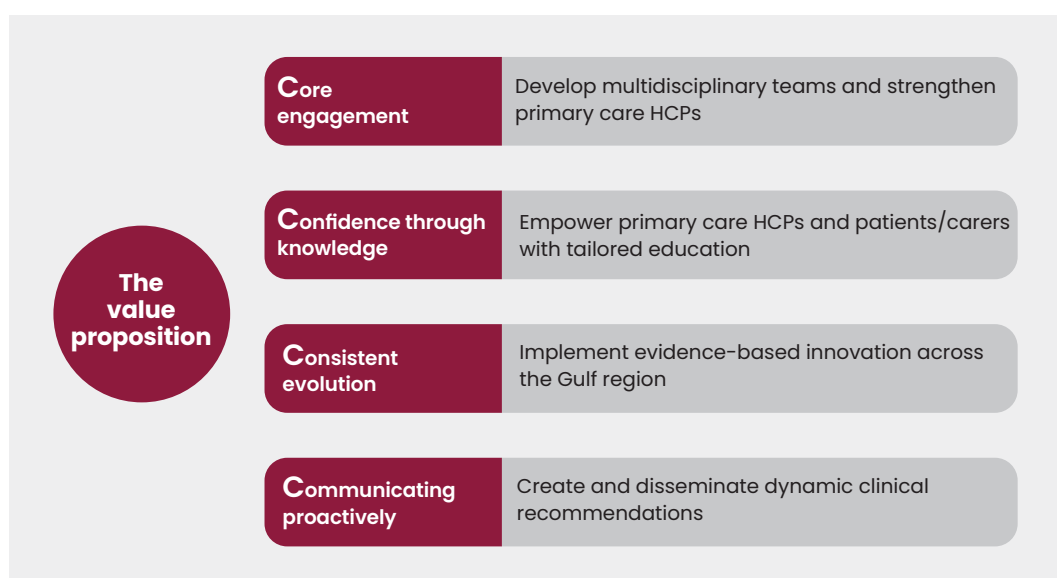 The
value
proposition
Core
engagement
Develop multidisciplinary teams and strengthen
primary care HCPs
Confidence through
knowledge
Empower primary care HCPs and patients/carers
with tailored education
Consistent
evolution
Implement evidence-based innovation across
the Gulf region
Communicating
proactively
Create and disseminate dynamic clinical
recommendations